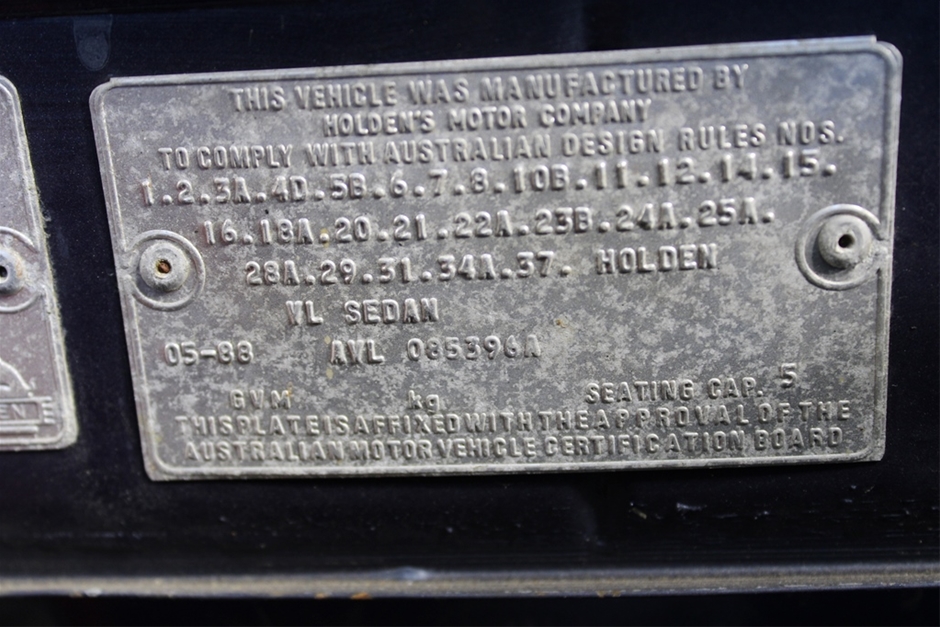 THIS VEHICLE WAS MANUFACTURED BY
HOLDEN'S MOTOR COMPANY
TO COMPLY WITH AUSTRALIAN DESIGN RULES NOS.
1.2.3A.4D.5B.6.7.8.10B.11.12.14.15.
16.18A.20.21.22A.23B.24A.25A.
28A.29.31.34A.37. HOLDEN
VL SEDAN
05-88 AVL 085396A
GVM kg. SEATING CAP. 5
THIS PLATE IS AFFIXED WITH THE APPROVAL OF THE
AUSTRALIAN MOTOR VEHICLE CERTIFICATION BOARD